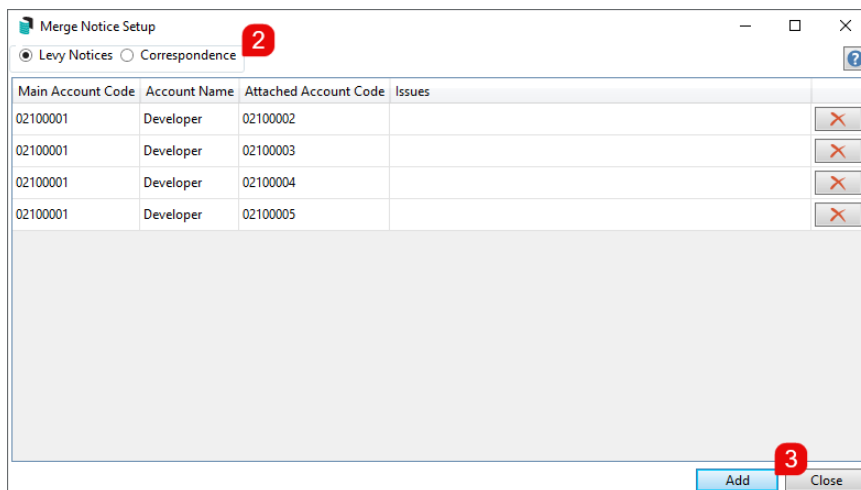 Merge Notice Setup
Levy Notices Correspondence 2
?
Main Account Code Account Name Attached Account Code Issues
02100001 Developer 02100002
02100001 Developer 02100003
02100001 Developer 02100004
02100001 Developer 02100005
3
Add Close